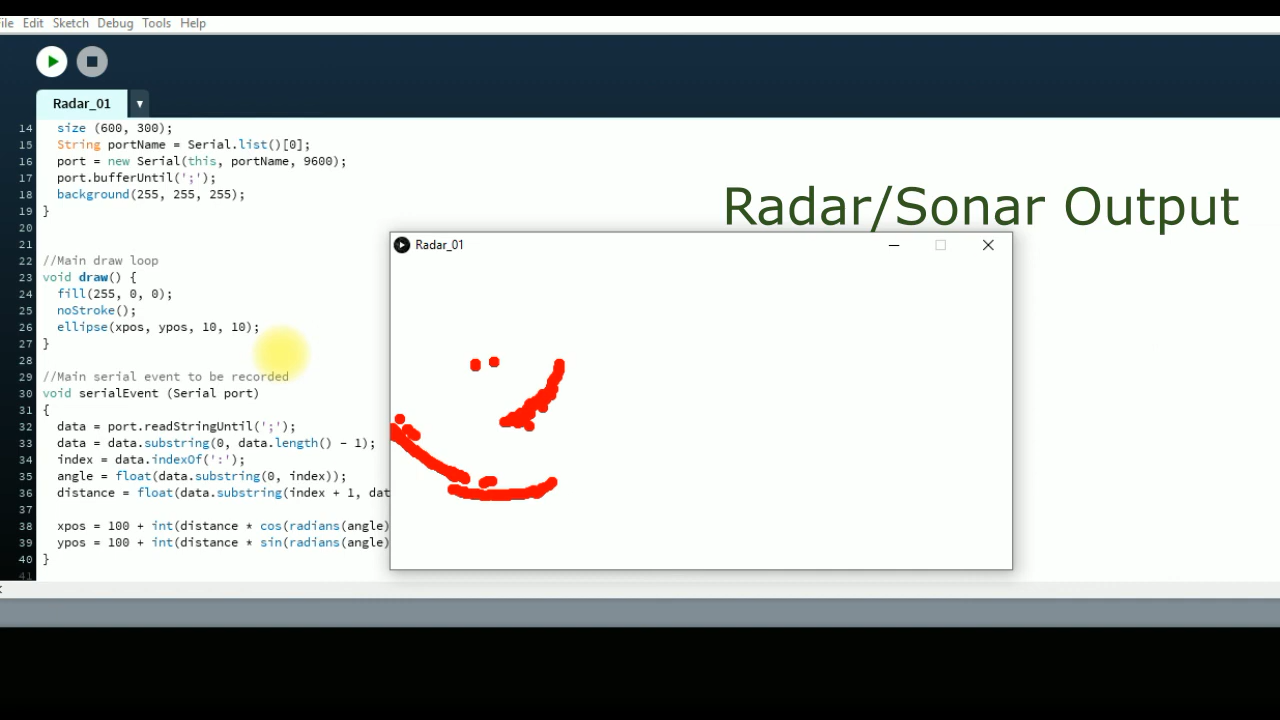 File Edit Sketch Debug Tools Help
Radar_01 ▼
14 size (600, 300);
15 String portName = Serial.list()[0];
16 port = new Serial(this, portName, 9600);
17 port.bufferUntil(';');
18 background(255, 255, 255);
19 }
20
21
22 //Main draw loop
23 void draw() {
24 fill(255, 0, 0);
25 noStroke();
26 ellipse(xpos, ypos, 10, 10);
27 }
28
29 //Main serial event to be recorded
30 void serialEvent (Serial port)
31 {
32 data = port.readStringUntil(';');
33 data = data.substring(0, data.length() - 1);
34 index = data.indexOf(':');
35 angle = float(data.substring(0, index));
36 distance = float(data.substring(index + 1, dat
37
38 xpos = 100 + int(distance * cos(radians(angle)
39 ypos = 100 + int(distance * sin(radians(angle)
40 }
41
Radar/Sonar Output
Radar_01